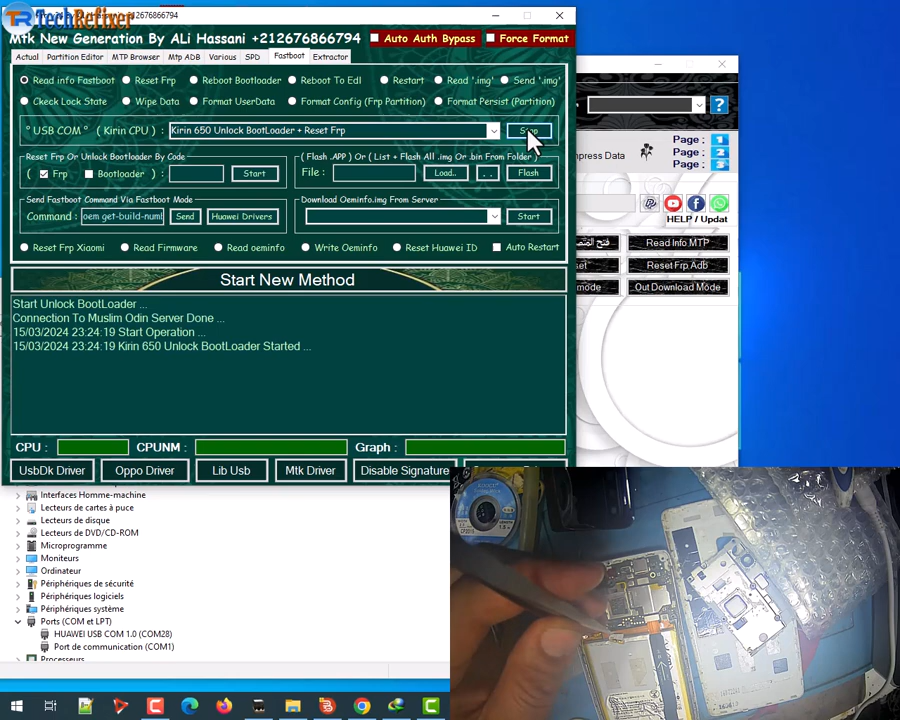 TechRefixer
Mtk New Generation By ALi Hassani +212676866794
Auto Auth Bypass
Force Format
Actual
Partition Editor
MTP Browser
Mtp ADB
Various
SPD
Fastboot
Extractor
Read info Fastboot
Reset Frp
Reboot Bootloader
Reboot To Edl
Restart
Read '.img'
Send '.img'
Check Lock State
Wipe Data
Format UserData
Format Config (Frp Partition)
Format Persist (Partition)
° USB COM ° ( Kirin CPU ) :
Kirin 650 Unlock BootLoader + Reset Frp
Stop
Reset Frp Or Unlock Bootloader By Code
( Frp
Bootloader ) :
Start
( Flash .APP ) Or ( List + Flash All .img Or .bin From Folder )
File :
Load..
. .
Flash
Send Fastboot Command Via Fastboot Mode
Command :
oem get-build-numb
Send
Huawei Drivers
Download Oeminfo.img From Server
Start
Reset Frp Xiaomi
Read Firmware
Read oeminfo
Write Oeminfo
Reset Huawei ID
Auto Restart
Start New Method
Start Unlock BootLoader ...
Connection To Muslim Odin Server Done ...
15/03/2024 23:24:19 Start Operation ...
15/03/2024 23:24:19 Kirin 650 Unlock BootLoader Started ...
CPU :
CPUNM :
Graph :
UsbDk Driver
Oppo Driver
Lib Usb
Mtk Driver
Disable Signature
?
mpress Data
Page : 1
Page : 2
Page : 3
HELP / Updat
Read Info MTP
set"
Reset Frp Adb
mode
Out Download Mode
Interfaces Homme-machine
Lecteurs de cartes à puce
Lecteurs de disque
Lecteurs de DVD/CD-ROM
Microprogramme
Moniteurs
Ordinateur
Périphériques de sécurité
Périphériques logiciels
Périphériques système
Ports (COM et LPT)
HUAWEI USB COM 1.0 (COM28)
Port de communication (COM1)
Processeurs